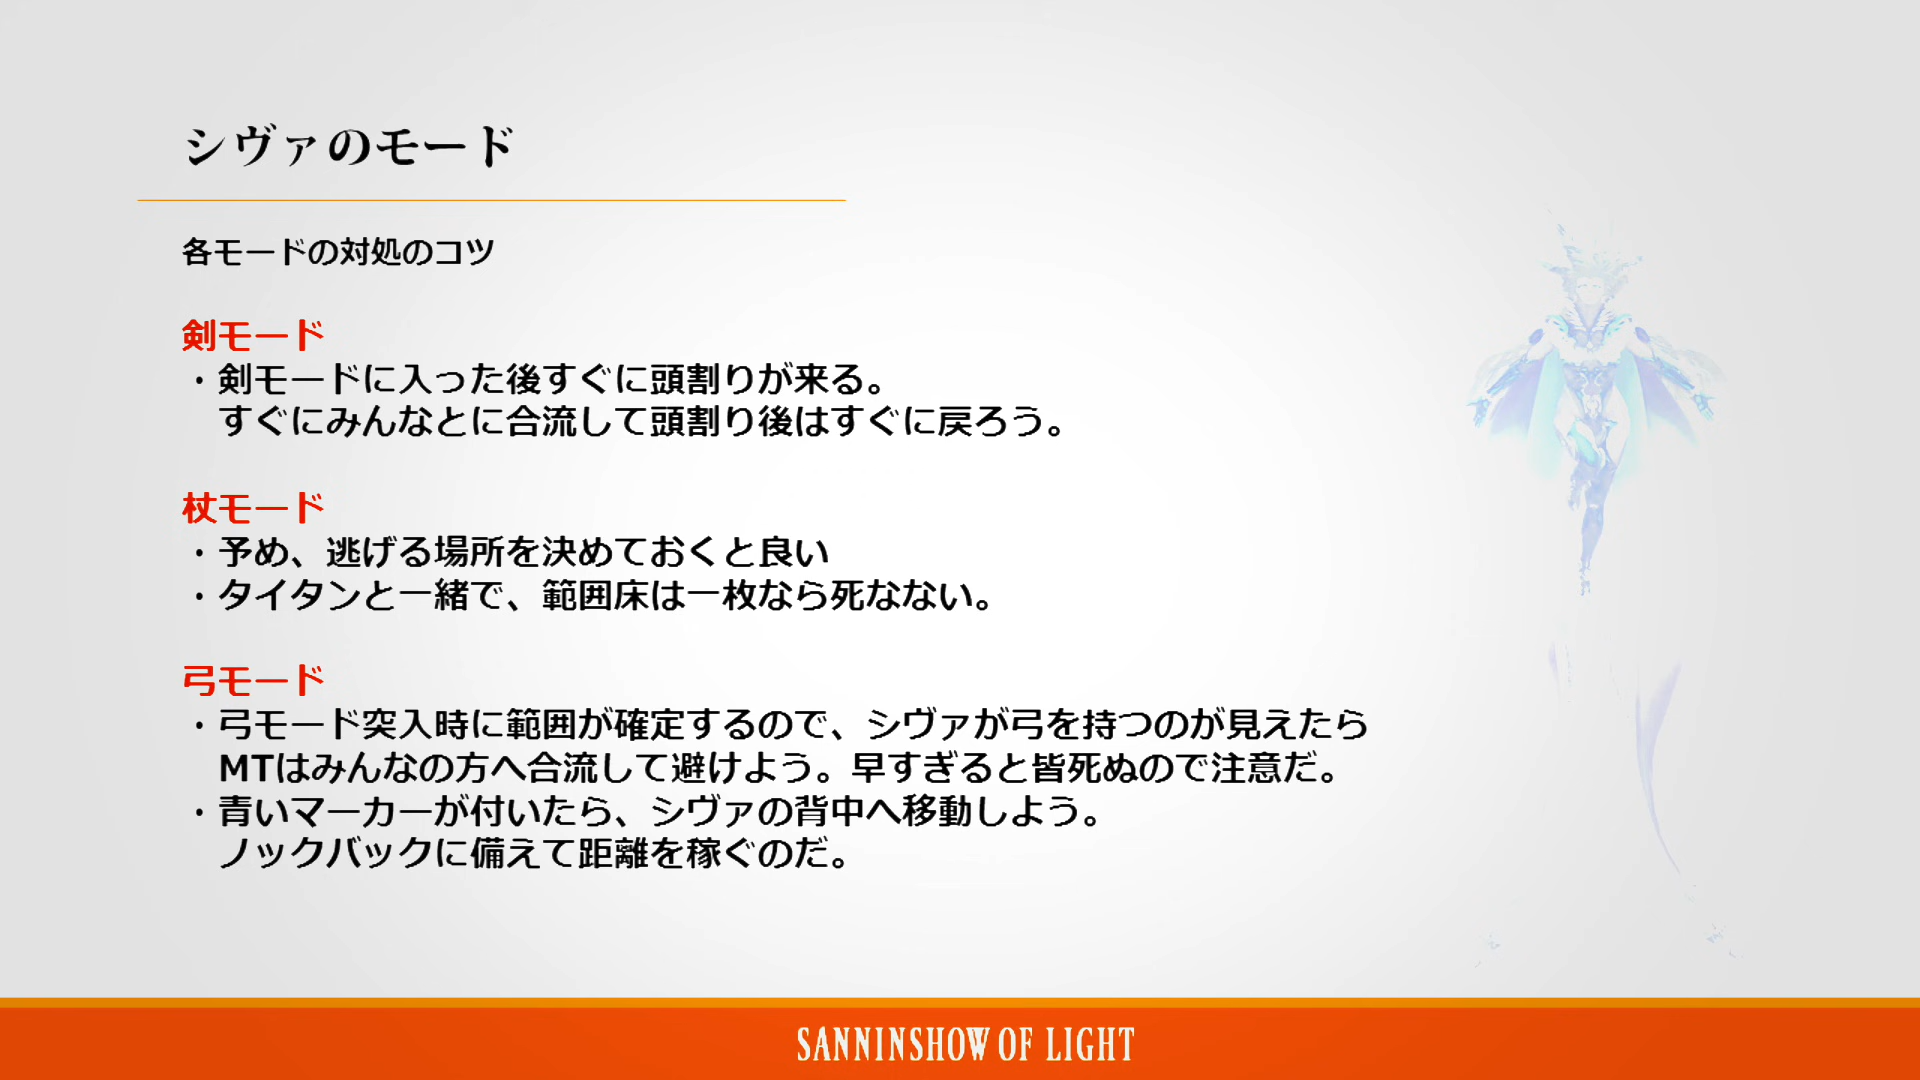 シヴァのモード
各モードの対処のコツ
剣モード
・剣モードに入った後すぐに頭割りが来る。
すぐにみんなとに合流して頭割り後はすぐに戻ろう。
杖モード
・予め、逃げる場所を決めておくと良い
・タイタンと一緒で、範囲床は一枚なら死なない。
弓モード
・弓モード突入時に範囲が確定するので、シヴァが弓を持つのが見えたら
MTはみんなの方へ合流して避けよう。早すぎると皆死ぬので注意だ。
・青いマーカーが付いたら、シヴァの背中へ移動しよう。
ノックバックに備えて距離を稼ぐのだ。
SANNINSHOW OF LIGHT